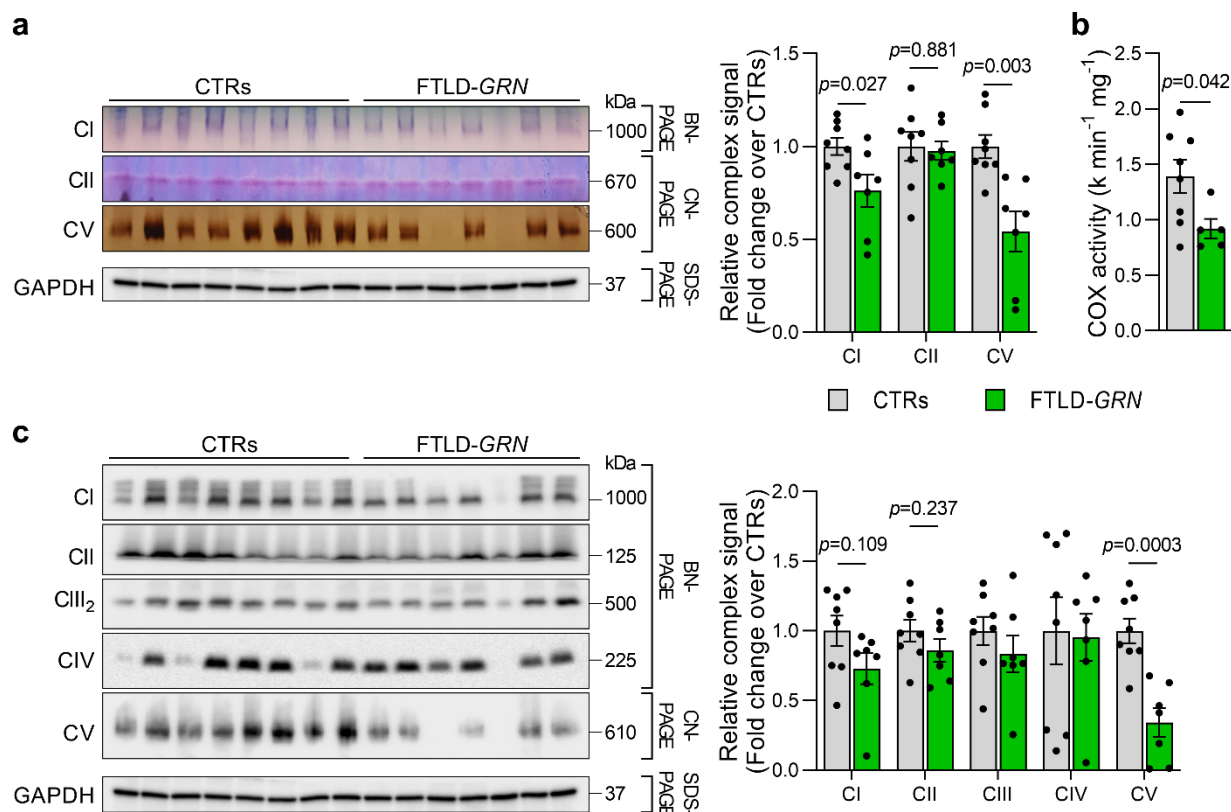 a
CTRs
FTLD-GRN
kDa
CI
1000
BN-
PAGE
CII
670
CV
600
CN-
PAGE
GAPDH
37
SDS-
PAGE
Relative complex signal
(Fold change over CTRs)
1.5
1.0
0.5
0.0
p=0.027
p=0.881
p=0.003
CI
CII
CV
b
COX activity (k min⁻¹ mg⁻¹)
2.5
2.0
1.5
1.0
0.5
0.0
p=0.042
CTRs
FTLD-GRN
c
CTRs
FTLD-GRN
kDa
CI
1000
CII
125
CIII₂
500
CIV
225
BN-
PAGE
CV
610
CN-
PAGE
GAPDH
37
SDS-
PAGE
Relative complex signal
(Fold change over CTRs)
2.0
1.5
1.0
0.5
0.0
p=0.109
p=0.237
p=0.0003
CI
CII
CIII
CIV
CV